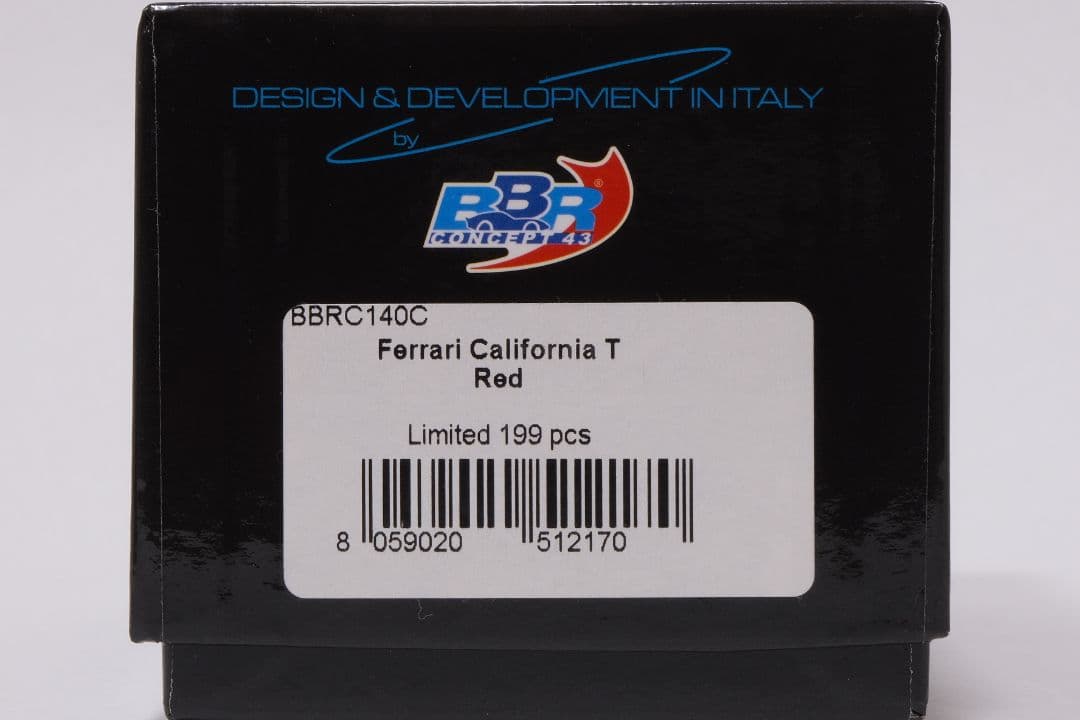 DESIGN & DEVELOPMENT IN ITALY
by
BBR®
CONCEPT 43
BBRC140C
Ferrari California T
Red
Limited 199 pcs
8 059020 512170